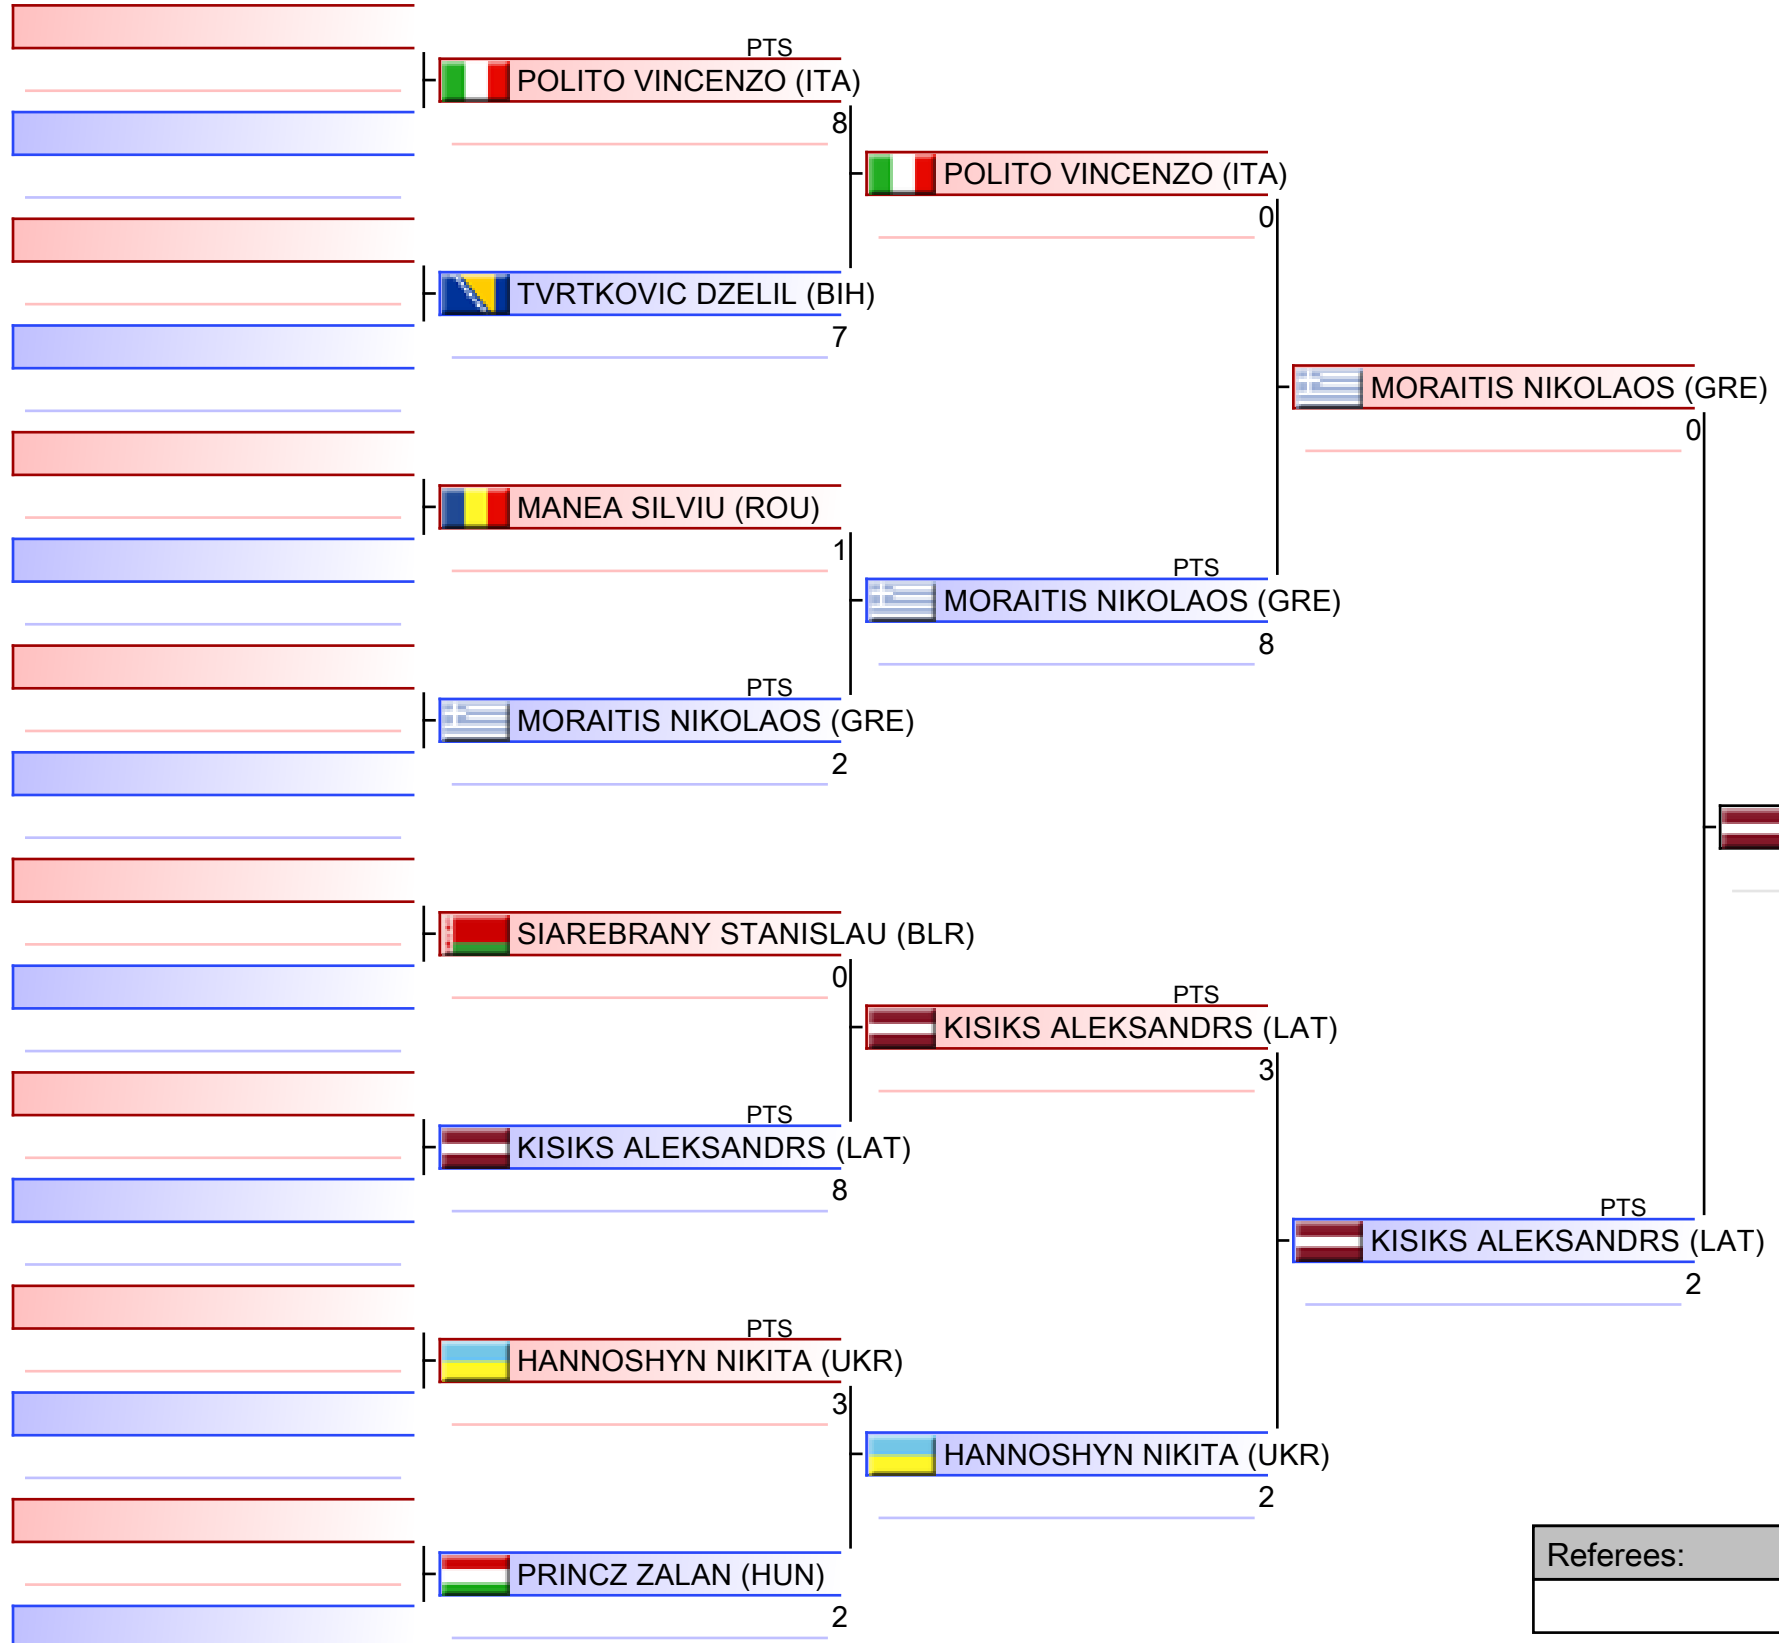 PTS
POLITO VINCENZO (ITA)
8
POLITO VINCENZO (ITA)
0
TVRTKOVIC DZELIL (BIH)
7
MORAITIS NIKOLAOS (GRE)
0
MANEA SILVIU (ROU)
1
PTS
MORAITIS NIKOLAOS (GRE)
8
PTS
MORAITIS NIKOLAOS (GRE)
2
SIAREBRANY STANISLAU (BLR)
0
PTS
KISIKS ALEKSANDRS (LAT)
3
PTS
KISIKS ALEKSANDRS (LAT)
8
PTS
KISIKS ALEKSANDRS (LAT)
2
PTS
HANNOSHYN NIKITA (UKR)
3
HANNOSHYN NIKITA (UKR)
2
PRINCZ ZALAN (HUN)
2
Referees: